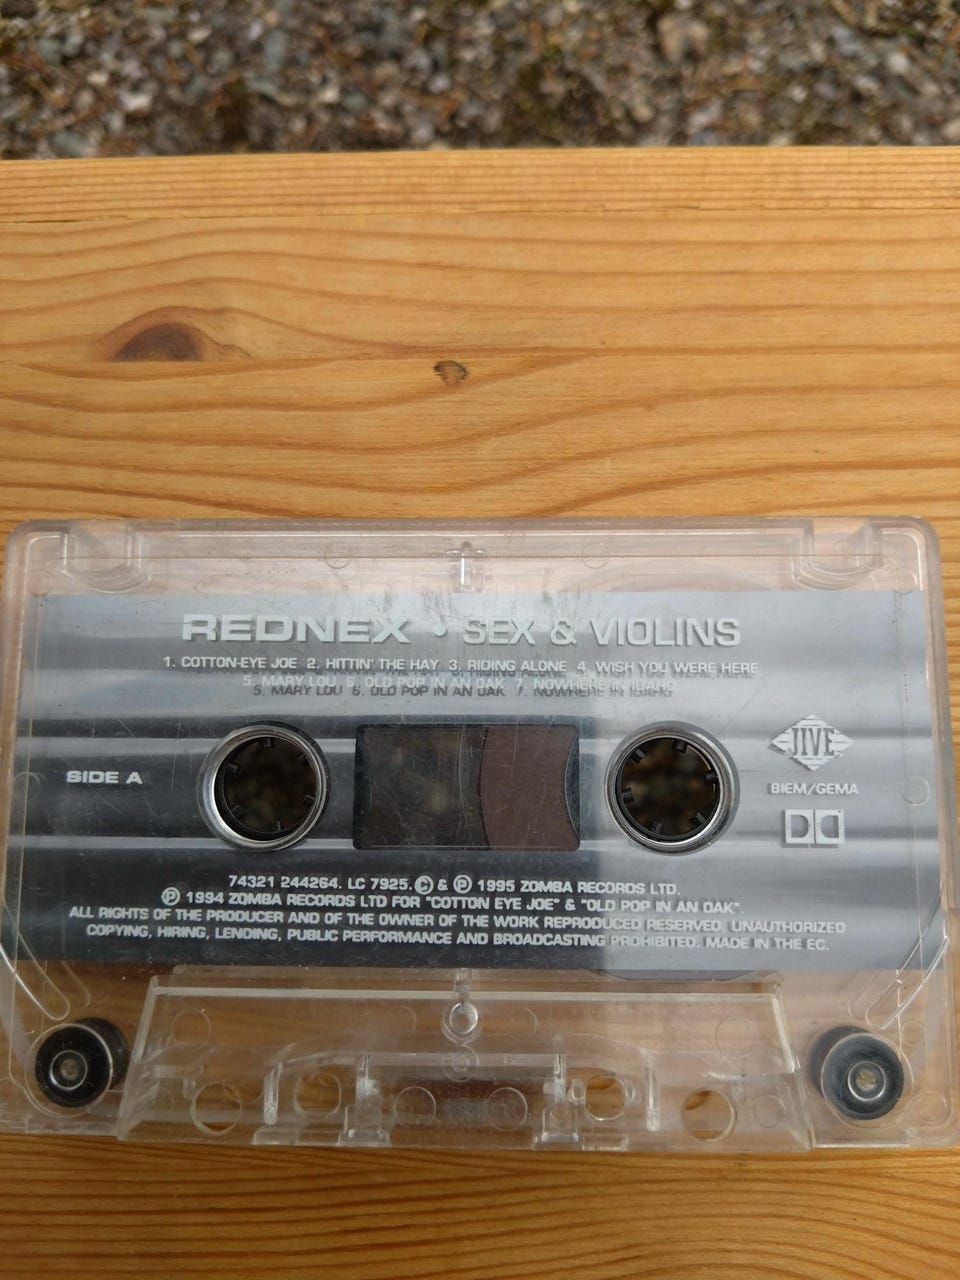 REDNEX • SEX & VIOLINS
1. COTTON-EYE JOE 2. HITTIN' THE HAY 3. RIDING ALONE 4. WISH YOU WERE HERE
5. MARY LOU 6. OLD POP IN AN OAK 7. NOWHERE IN IDAHO
SIDE A
JIVE
BIEM/GEMA
74321 244264. LC 7925. © & ℗ 1995 ZOMBA RECORDS LTD.
℗ 1994 ZOMBA RECORDS LTD FOR "COTTON EYE JOE" & "OLD POP IN AN OAK".
ALL RIGHTS OF THE PRODUCER AND OF THE OWNER OF THE WORK REPRODUCED RESERVED. UNAUTHORIZED
COPYING, HIRING, LENDING, PUBLIC PERFORMANCE AND BROADCASTING PROHIBITED. MADE IN THE EC.